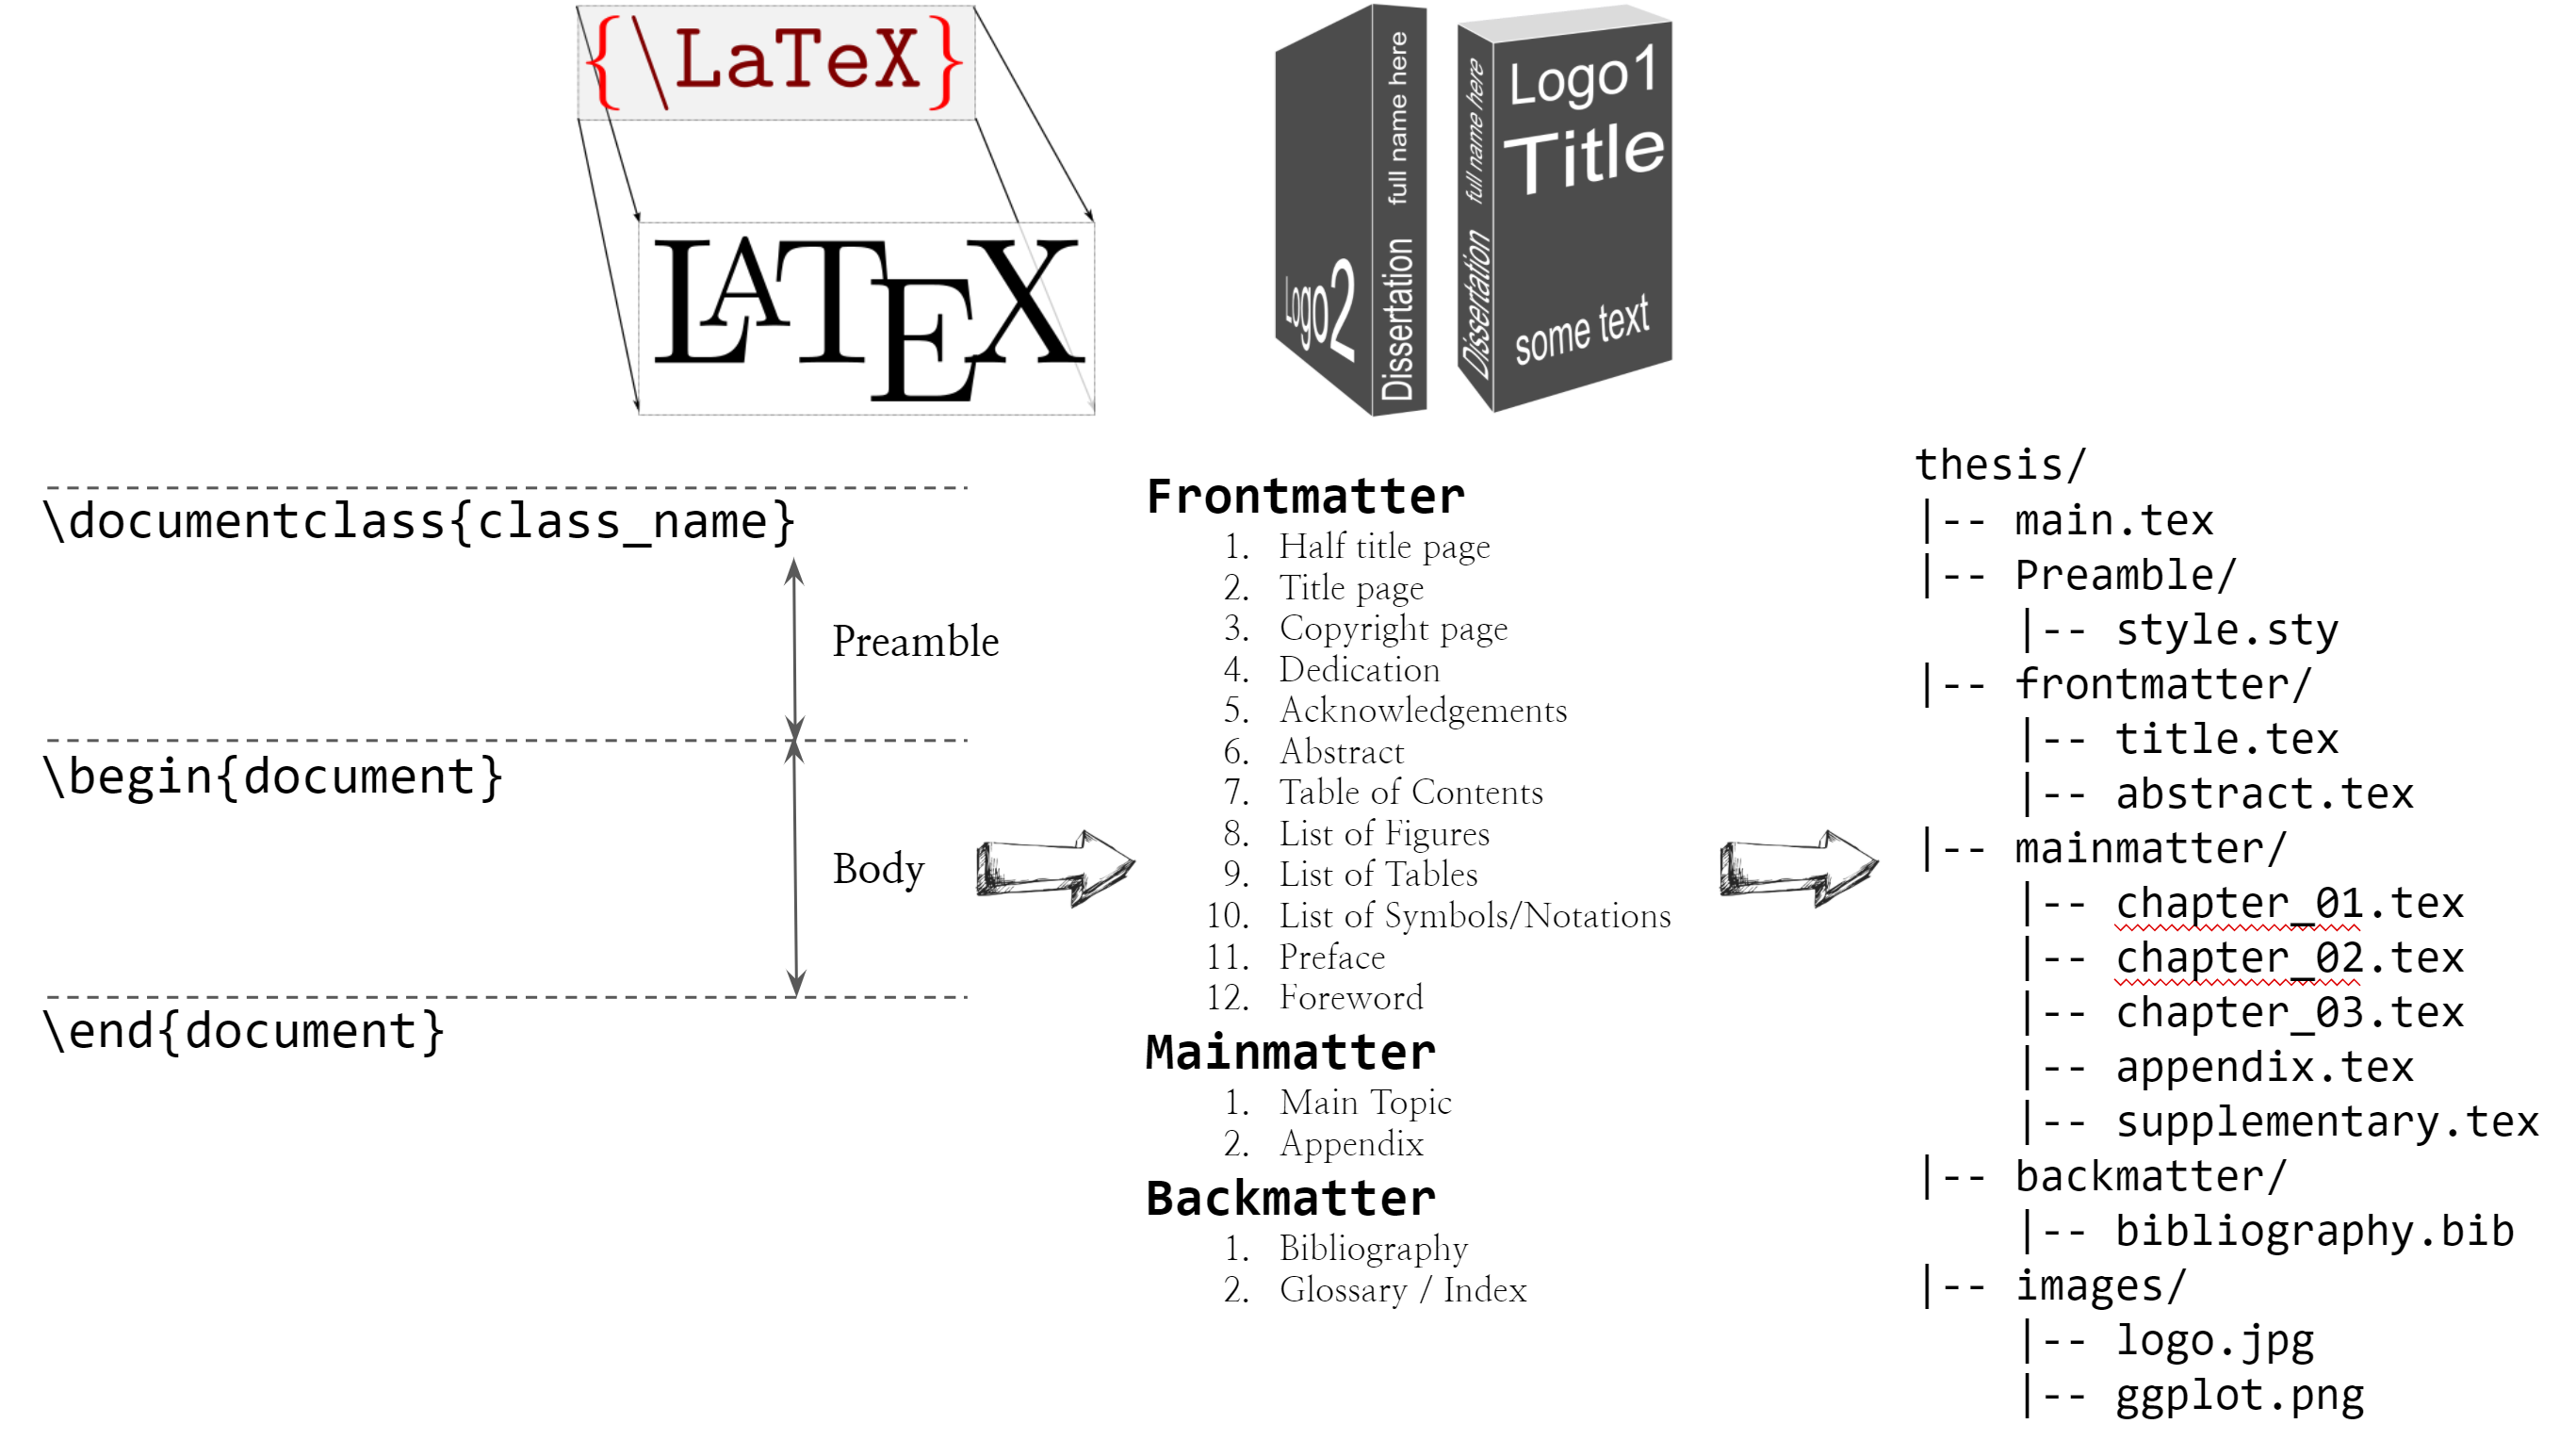 {\LaTeX}
LATEX
Logo2
Dissertation full name here
Dissertation full name here
Logo1
Title
some text
\documentclass{class_name}
Preamble
\begin{document}
Body
\end{document}
Frontmatter
1. Half title page
2. Title page
3. Copyright page
4. Dedication
5. Acknowledgements
6. Abstract
7. Table of Contents
8. List of Figures
9. List of Tables
10. List of Symbols/Notations
11. Preface
12. Foreword
Mainmatter
1. Main Topic
2. Appendix
Backmatter
1. Bibliography
2. Glossary / Index
thesis/
|-- main.tex
|-- Preamble/
    |-- style.sty
|-- frontmatter/
    |-- title.tex
    |-- abstract.tex
|-- mainmatter/
    |-- chapter_01.tex
    |-- chapter_02.tex
    |-- chapter_03.tex
    |-- appendix.tex
    |-- supplementary.tex
|-- backmatter/
    |-- bibliography.bib
|-- images/
    |-- logo.jpg
    |-- ggplot.png